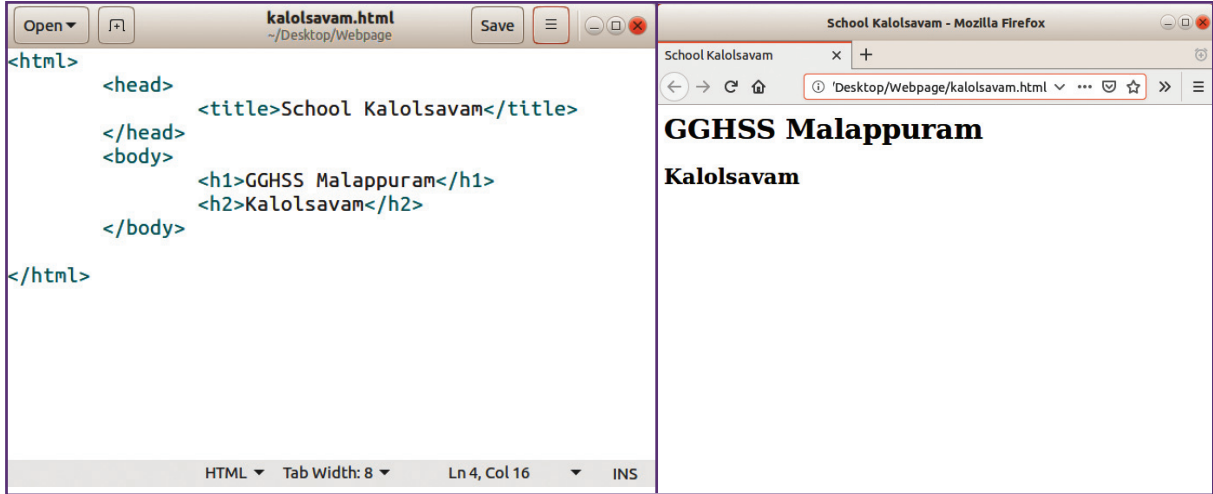 Open
kalolsavam.html
~/Desktop/Webpage
Save
<html>
<head>
<title>School Kalolsavam</title>
</head>
<body>
<h1>GGHSS Malappuram</h1>
<h2>Kalolsavam</h2>
</body>
</html>
HTML Tab Width: 8 Ln 4, Col 16 INS
School Kalolsavam - Mozilla Firefox
School Kalolsavam
'Desktop/Webpage/kalolsavam.html
GGHSS Malappuram
Kalolsavam